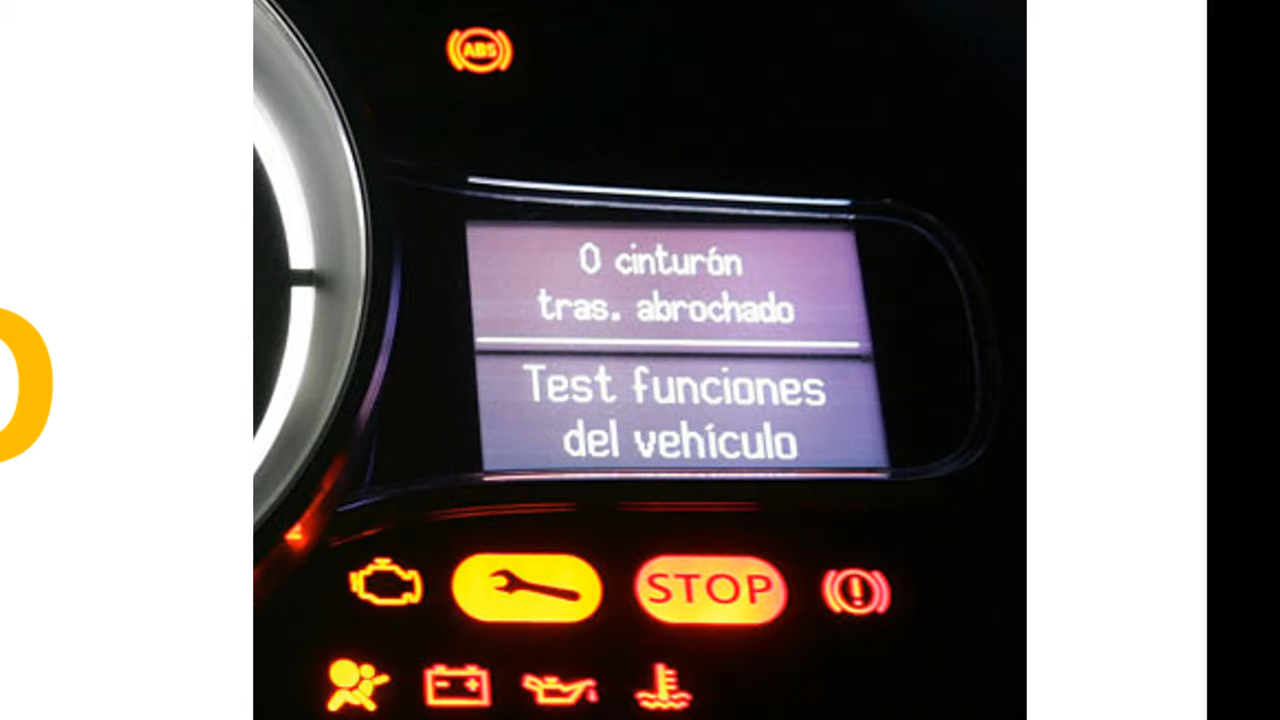 ABS
0 cinturón
tras. abrochado
Test funciones
del vehículo
STOP